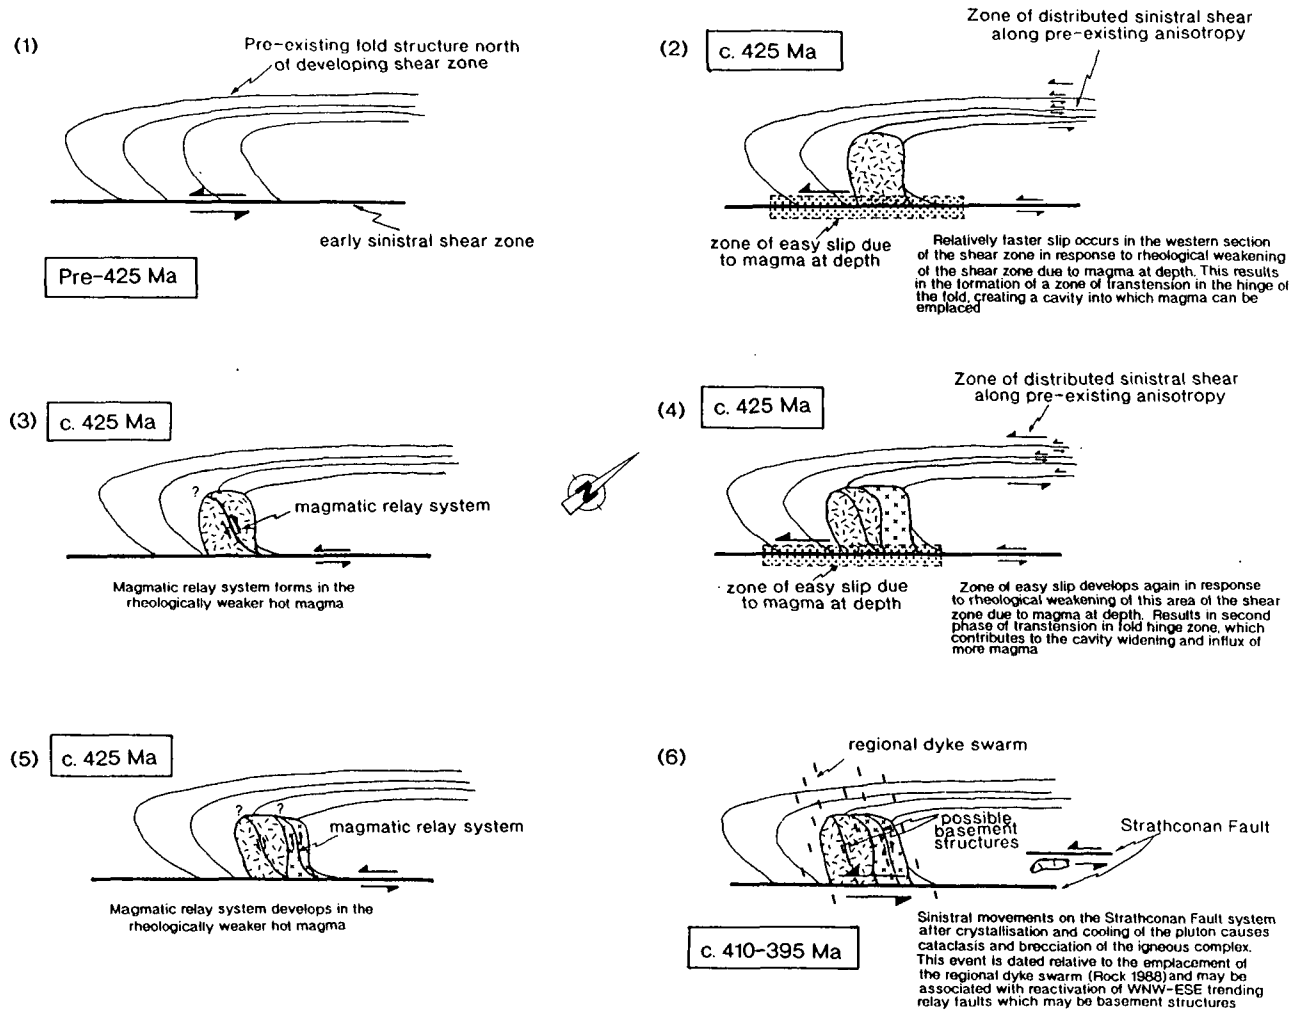 (1)
Pre-existing fold structure north
of developing shear zone
early sinistral shear zone
Pre-425 Ma
(2)
c. 425 Ma
Zone of distributed sinistral shear
along pre-existing anisotropy
zone of easy slip due
to magma at depth
Relatively faster slip occurs in the western section
of the shear zone in response to rheological weakening
of the shear zone due to magma at depth. This results
in the formation of a zone of transtension in the hinge of
the fold, creating a cavity into which magma can be
emplaced
(3)
c. 425 Ma
?
magmatic relay system
Magmatic relay system forms in the
rheologically weaker hot magma
N
(4)
c. 425 Ma
Zone of distributed sinistral shear
along pre-existing anisotropy
zone of easy slip due
to magma at depth
Zone of easy slip develops again in response
to rheological weakening of this area of the shear
zone due to magma at depth. Results in second
phase of transtension in fold hinge zone, which
contributes to the cavity widening and influx of
more magma
(5)
c. 425 Ma
? ?
magmatic relay system
Magmatic relay system develops in the
rheologically weaker hot magma
(6)
regional dyke swarm
possible
basement
structures
Strathconan Fault
c. 410-395 Ma
Sinistral movements on the Strathconan Fault system
after crystallisation and cooling of the pluton causes
cataclasis and brecciation of the igneous complex.
This event is dated relative to the emplacement of
the regional dyke swarm (Rock 1988) and may be
associated with reactivation of WNW-ESE trending
relay faults which may be basement structures